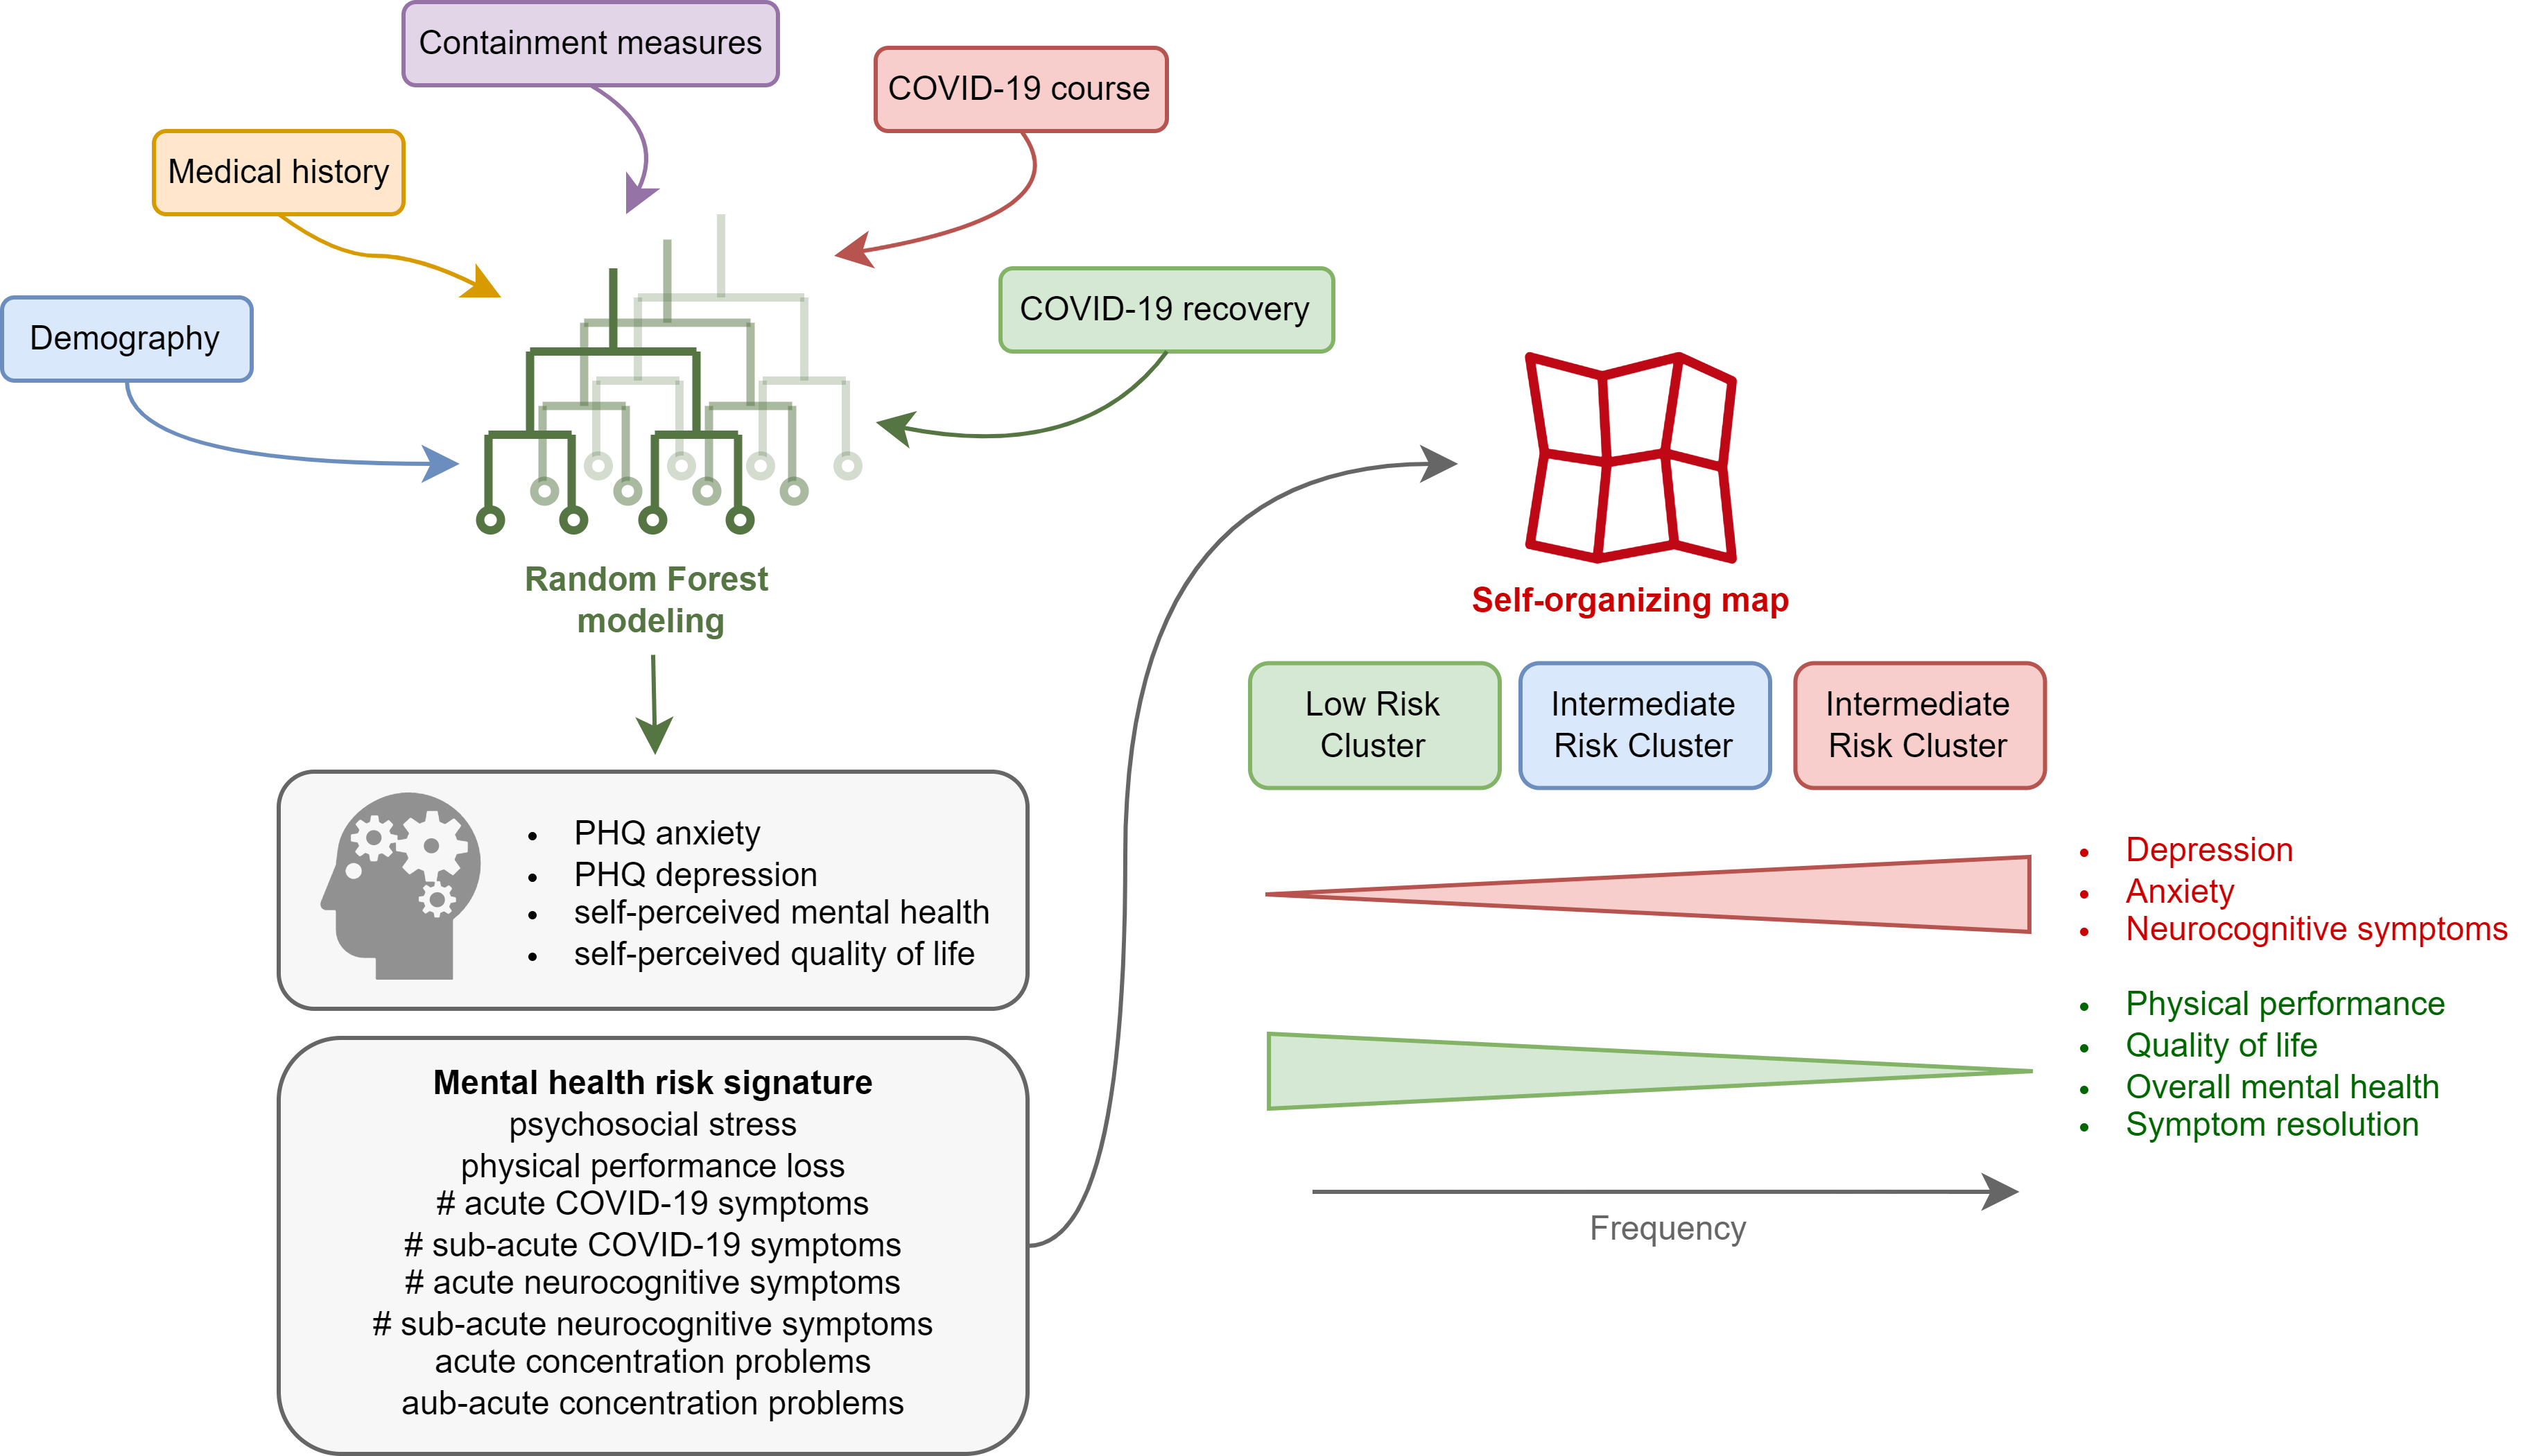 Containment measures
COVID-19 course
Medical history
COVID-19 recovery
Demography
Random Forest
modeling
• PHQ anxiety
• PHQ depression
• self-perceived mental health
• self-perceived quality of life
Mental health risk signature
psychosocial stress
physical performance loss
# acute COVID-19 symptoms
# sub-acute COVID-19 symptoms
# acute neurocognitive symptoms
# sub-acute neurocognitive symptoms
acute concentration problems
aub-acute concentration problems
Self-organizing map
Low Risk
Cluster
Intermediate
Risk Cluster
Intermediate
Risk Cluster
• Depression
• Anxiety
• Neurocognitive symptoms
• Physical performance
• Quality of life
• Overall mental health
• Symptom resolution
Frequency